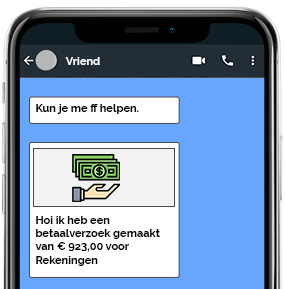 Vriend
Kun je me ff helpen.
Hoi ik heb een
betaalverzoek gemaakt
van € 923,00 voor
Rekeningen